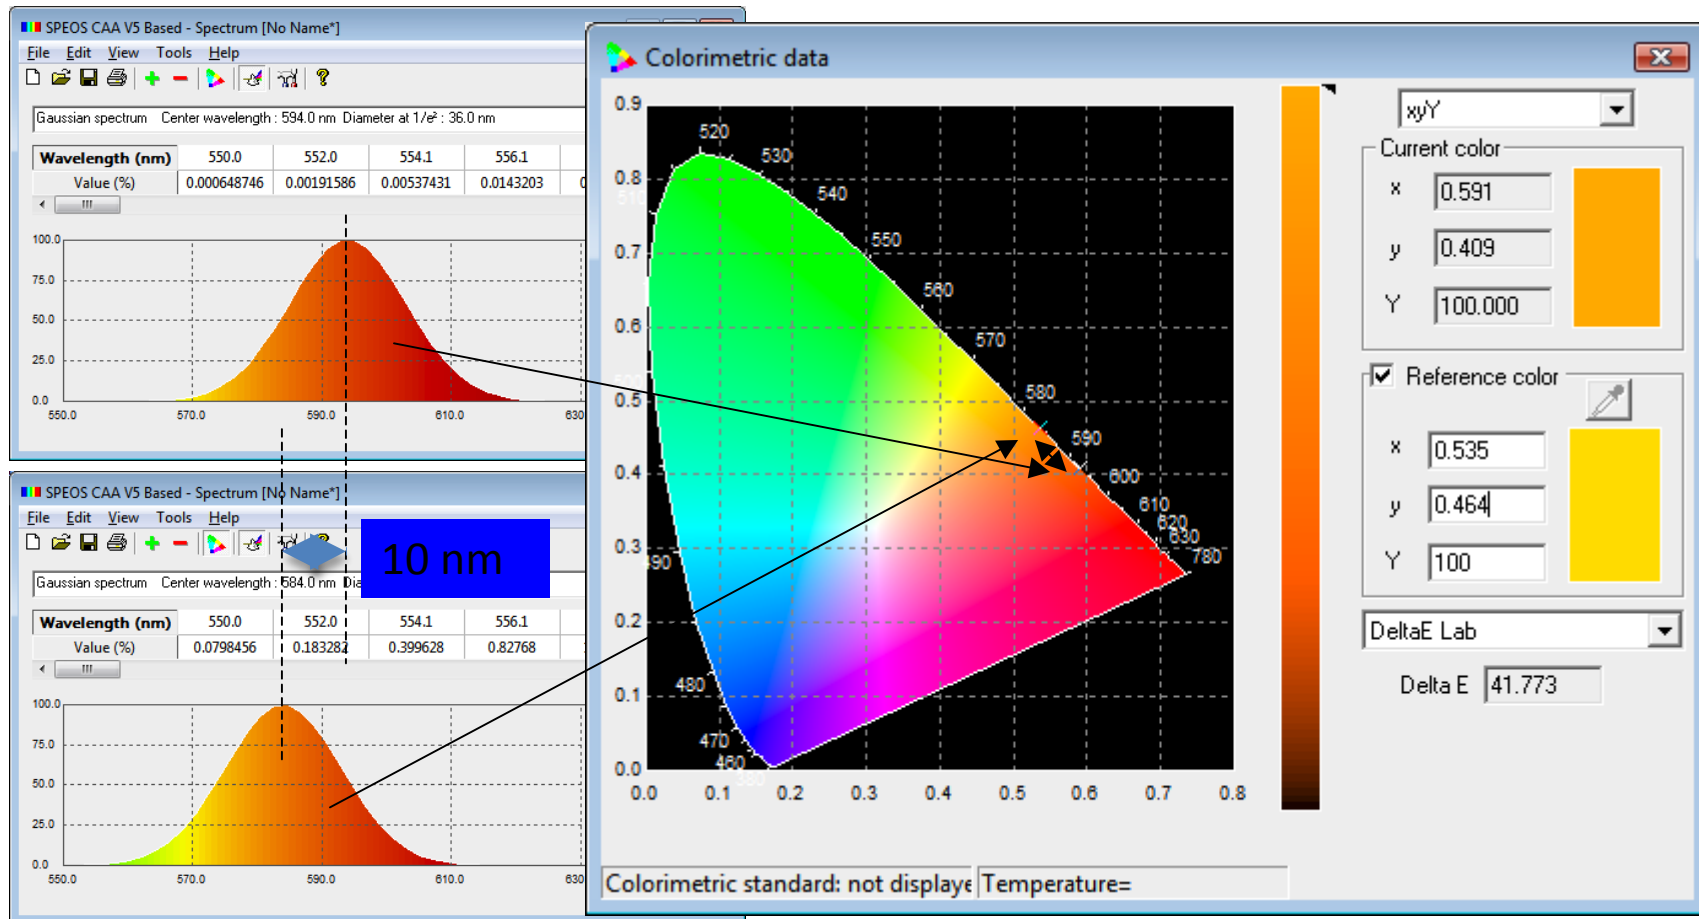 SPEOS CAA V5 Based - Spectrum [No Name*]
File Edit View Tools Help
Gaussian spectrum Center wavelength : 594.0 nm Diameter at 1/e² : 36.0 nm
Wavelength (nm) 550.0 552.0 554.1 556.1
Value (%) 0.000648746 0.00191586 0.00537431 0.0143203
100.0
75.0
50.0
25.0
0.0
550.0 570.0 590.0 610.0 630
SPEOS CAA V5 Based - Spectrum [No Name*]
File Edit View Tools Help
10 nm
Gaussian spectrum Center wavelength : 584.0 nm Dia
Wavelength (nm) 550.0 552.0 554.1 556.1
Value (%) 0.0798456 0.183282 0.399628 0.82768
100.0
75.0
50.0
25.0
0.0
550.0 570.0 590.0 610.0 630
Colorimetric data
0.9
0.8
0.7
0.6
0.5
0.4
0.3
0.2
0.1
0.0
0.0 0.1 0.2 0.3 0.4 0.5 0.6 0.7 0.8
520
530
540
510
550
560
570
580
590
600
610
620
630
780
490
480
470
460
380
xyY
Current color
x 0.591
y 0.409
Y 100.000
Reference color
x 0.535
y 0.464
Y 100
DeltaE Lab
Delta E 41.773
Colorimetric standard: not displaye Temperature=